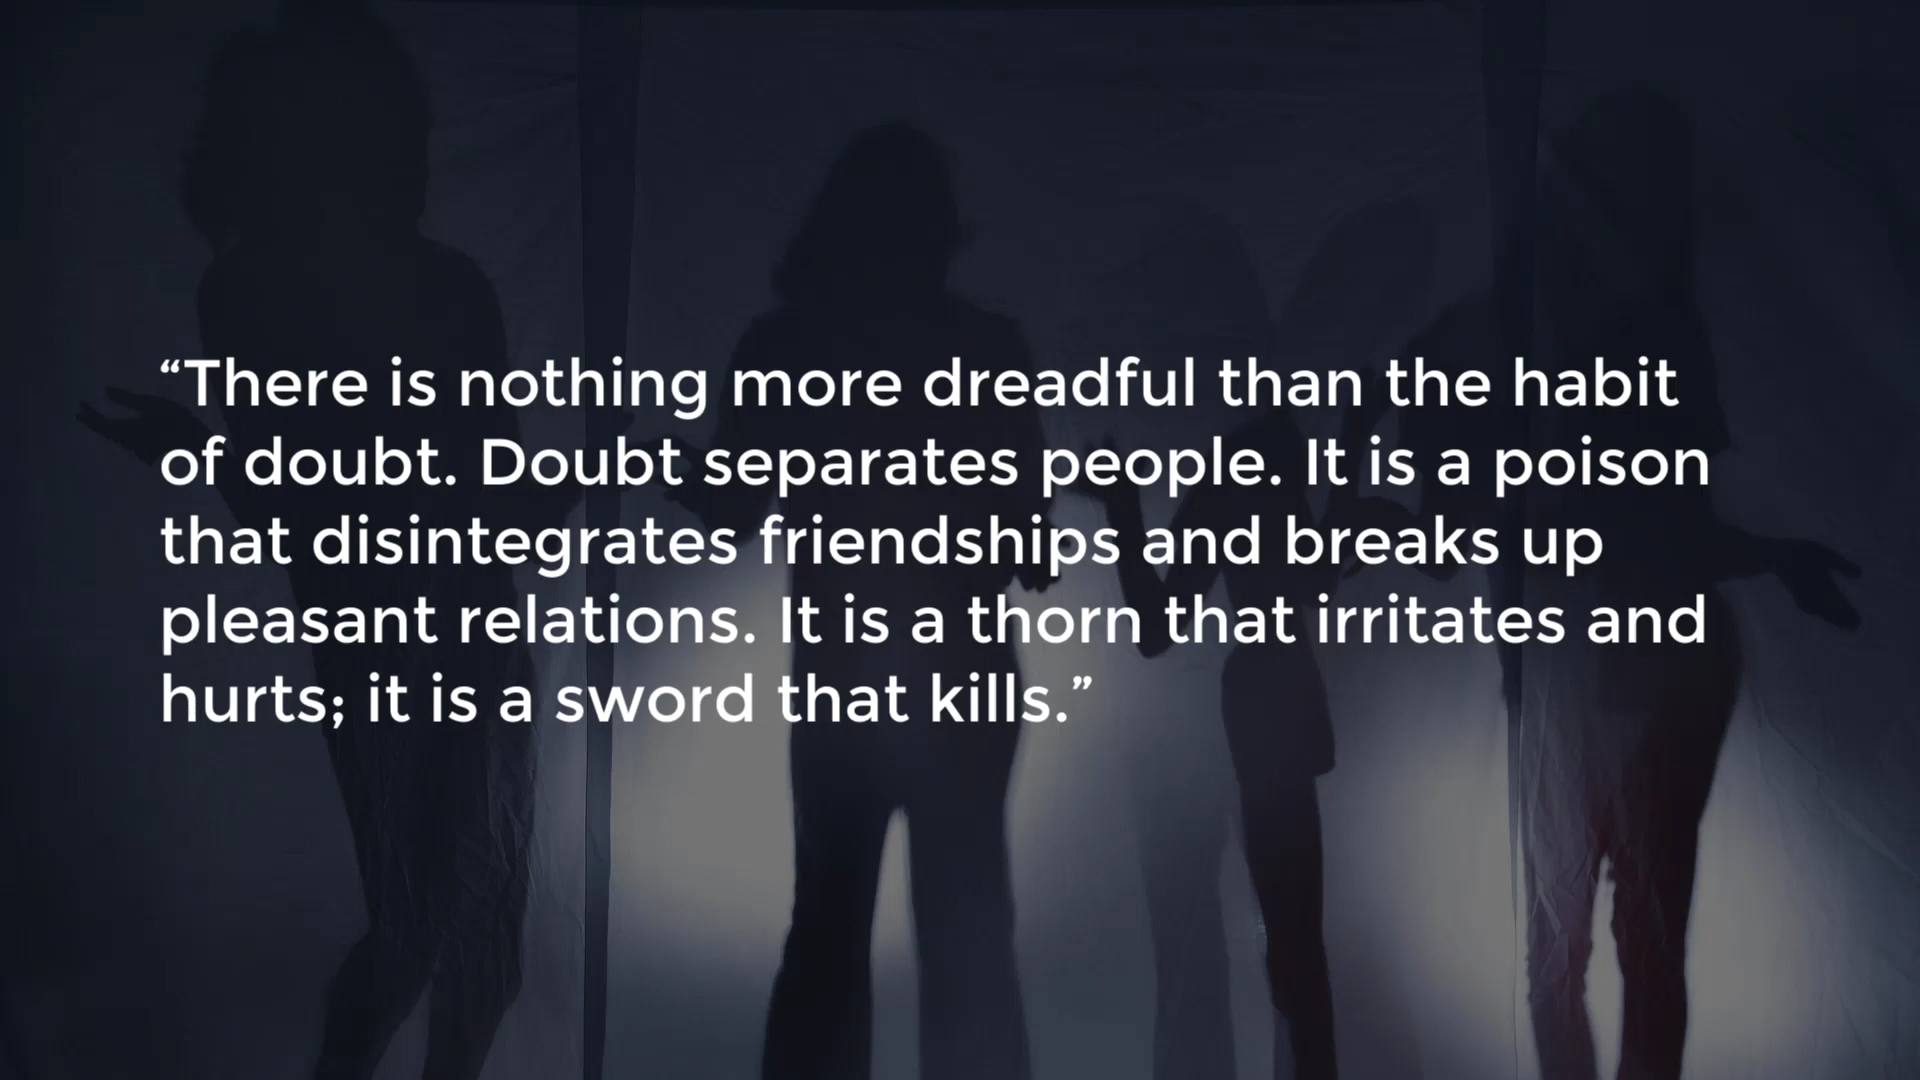 “There is nothing more dreadful than the habit
of doubt. Doubt separates people. It is a poison
that disintegrates friendships and breaks up
pleasant relations. It is a thorn that irritates and
hurts; it is a sword that kills.”